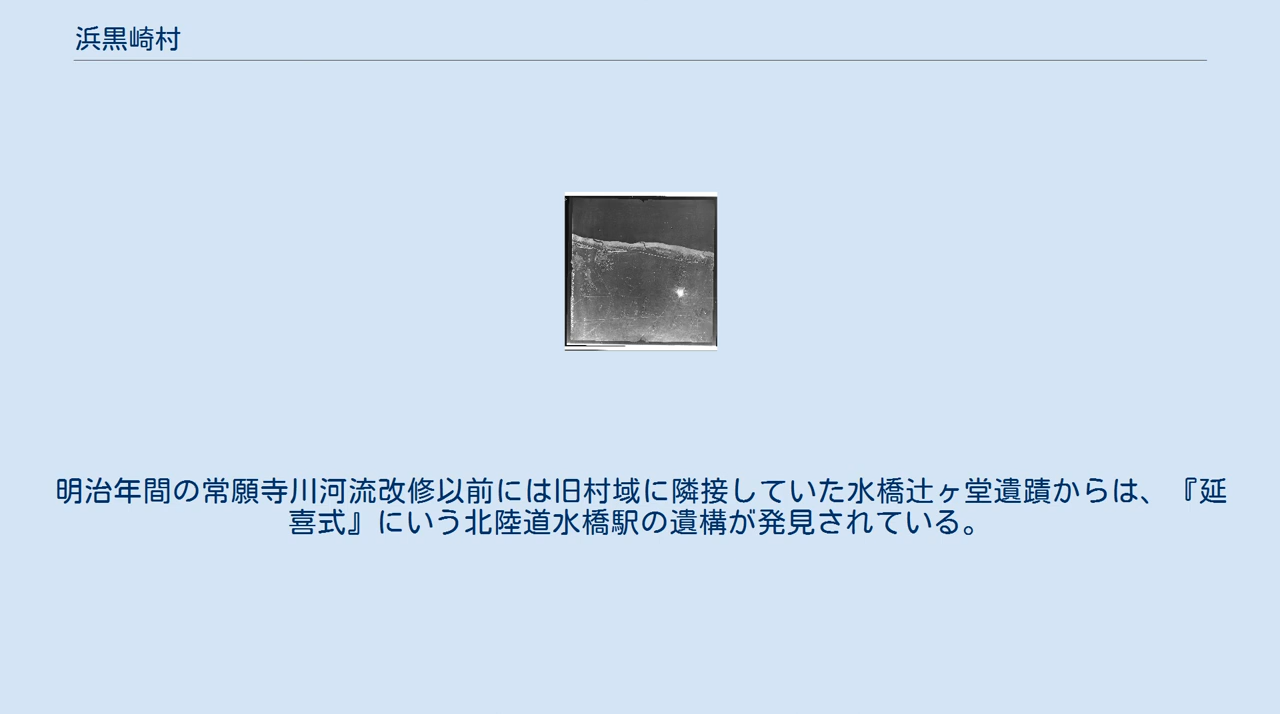 浜黒崎村
明治年間の常願寺川河流改修以前には旧村域に隣接していた水橋辻ヶ堂遺蹟からは、『延
喜式』にいう北陸道水橋駅の遺構が発見されている。